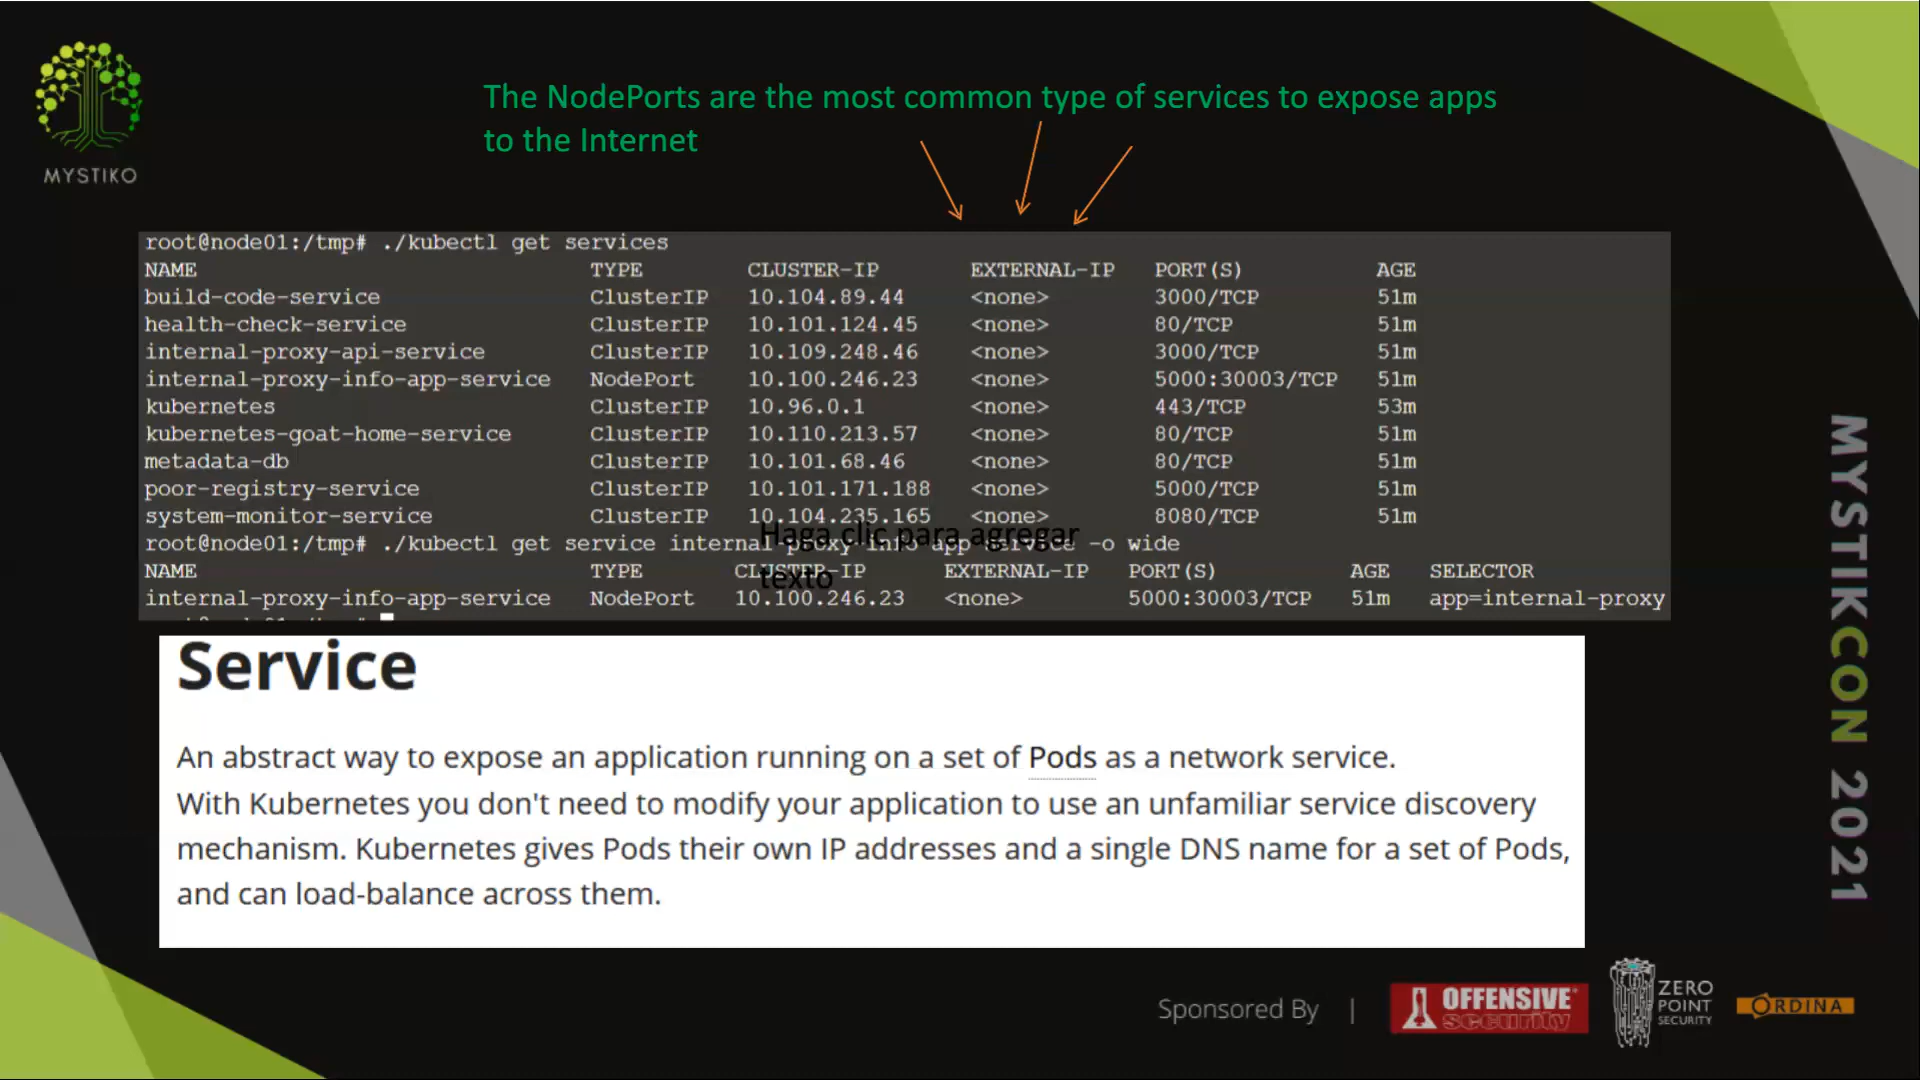 MYSTIKO
The NodePorts are the most common type of services to expose apps
to the Internet
root@node01:/tmp# ./kubectl get services
NAME TYPE CLUSTER-IP EXTERNAL-IP PORT(S) AGE
build-code-service ClusterIP 10.104.89.44 <none> 3000/TCP 51m
health-check-service ClusterIP 10.101.124.45 <none> 80/TCP 51m
internal-proxy-api-service ClusterIP 10.109.248.46 <none> 3000/TCP 51m
internal-proxy-info-app-service NodePort 10.100.246.23 <none> 5000:30003/TCP 51m
kubernetes ClusterIP 10.96.0.1 <none> 443/TCP 53m
kubernetes-goat-home-service ClusterIP 10.110.213.57 <none> 80/TCP 51m
metadata-db ClusterIP 10.101.68.46 <none> 80/TCP 51m
poor-registry-service ClusterIP 10.101.171.188 <none> 5000/TCP 51m
system-monitor-service ClusterIP 10.104.235.165 <none> 8080/TCP 51m
Haga clic para agregar
texto
root@node01:/tmp# ./kubectl get service internal-proxy-info-app-service -o wide
NAME TYPE CLUSTER-IP EXTERNAL-IP PORT(S) AGE SELECTOR
internal-proxy-info-app-service NodePort 10.100.246.23 <none> 5000:30003/TCP 51m app=internal-proxy
Service
An abstract way to expose an application running on a set of Pods as a network service.
With Kubernetes you don't need to modify your application to use an unfamiliar service discovery
mechanism. Kubernetes gives Pods their own IP addresses and a single DNS name for a set of Pods,
and can load-balance across them.
MYSTIKCON 2021
Sponsored By |
OFFENSIVE
security
ZERO
POINT
SECURITY
ORDINA